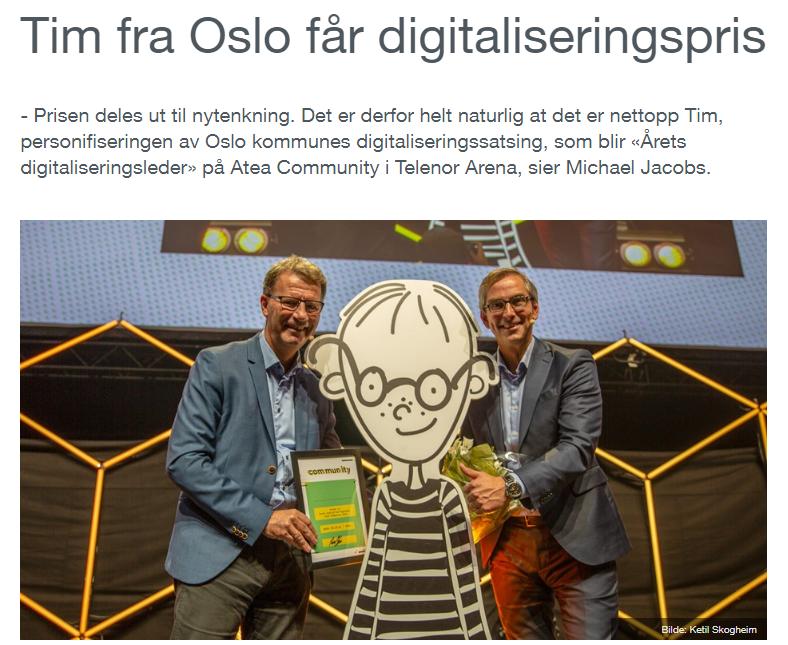 Tim fra Oslo får digitaliseringspris
- Prisen deles ut til nytenkning. Det er derfor helt naturlig at det er nettopp Tim,
personifiseringen av Oslo kommunes digitaliseringssatsing, som blir «Årets
digitaliseringsleder» på Atea Community i Telenor Arena, sier Michael Jacobs.
community
Bilde: Ketil Skogheim